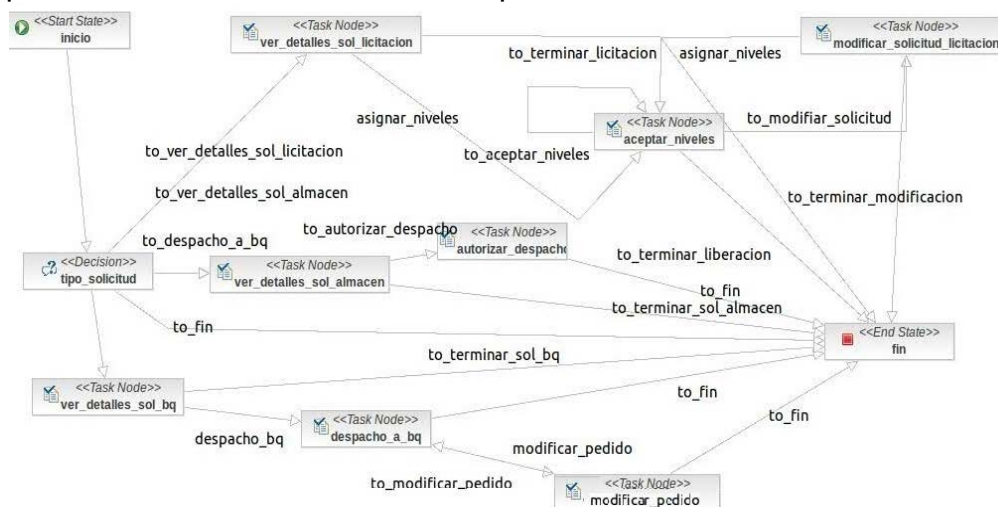 <<Start State>>
inicio
<<Task Node>>
ver_detalles_sol_licitacion
<<Task Node>>
modificar_solicitud_licitacion
to_terminar_licitacion
asignar_niveles
asignar_niveles
<<Task Node>>
aceptar_niveles
to_modifiar_solicitud
to_ver_detalles_sol_licitacion
to_aceptar_niveles
to_ver_detalles_sol_almacen
to_terminar_modificacion
to_despacho_a_bq
to_autorizar_despacho
<<Task Node>>
autorizar_despacho
<<Decision>>
tipo_solicitud
<<Task Node>>
ver_detalles_sol_almacen
to_terminar_liberacion
to_fin
to_terminar_sol_almacen
to_fin
<<End State>>
fin
to_terminar_sol_bq
<<Task Node>>
ver_detalles_sol_bq
to_fin
despacho_bq
<<Task Node>>
despacho_a_bq
to_fin
modificar_pedido
to_modificar_pedido
<<Task Node>>
modificar_pedido